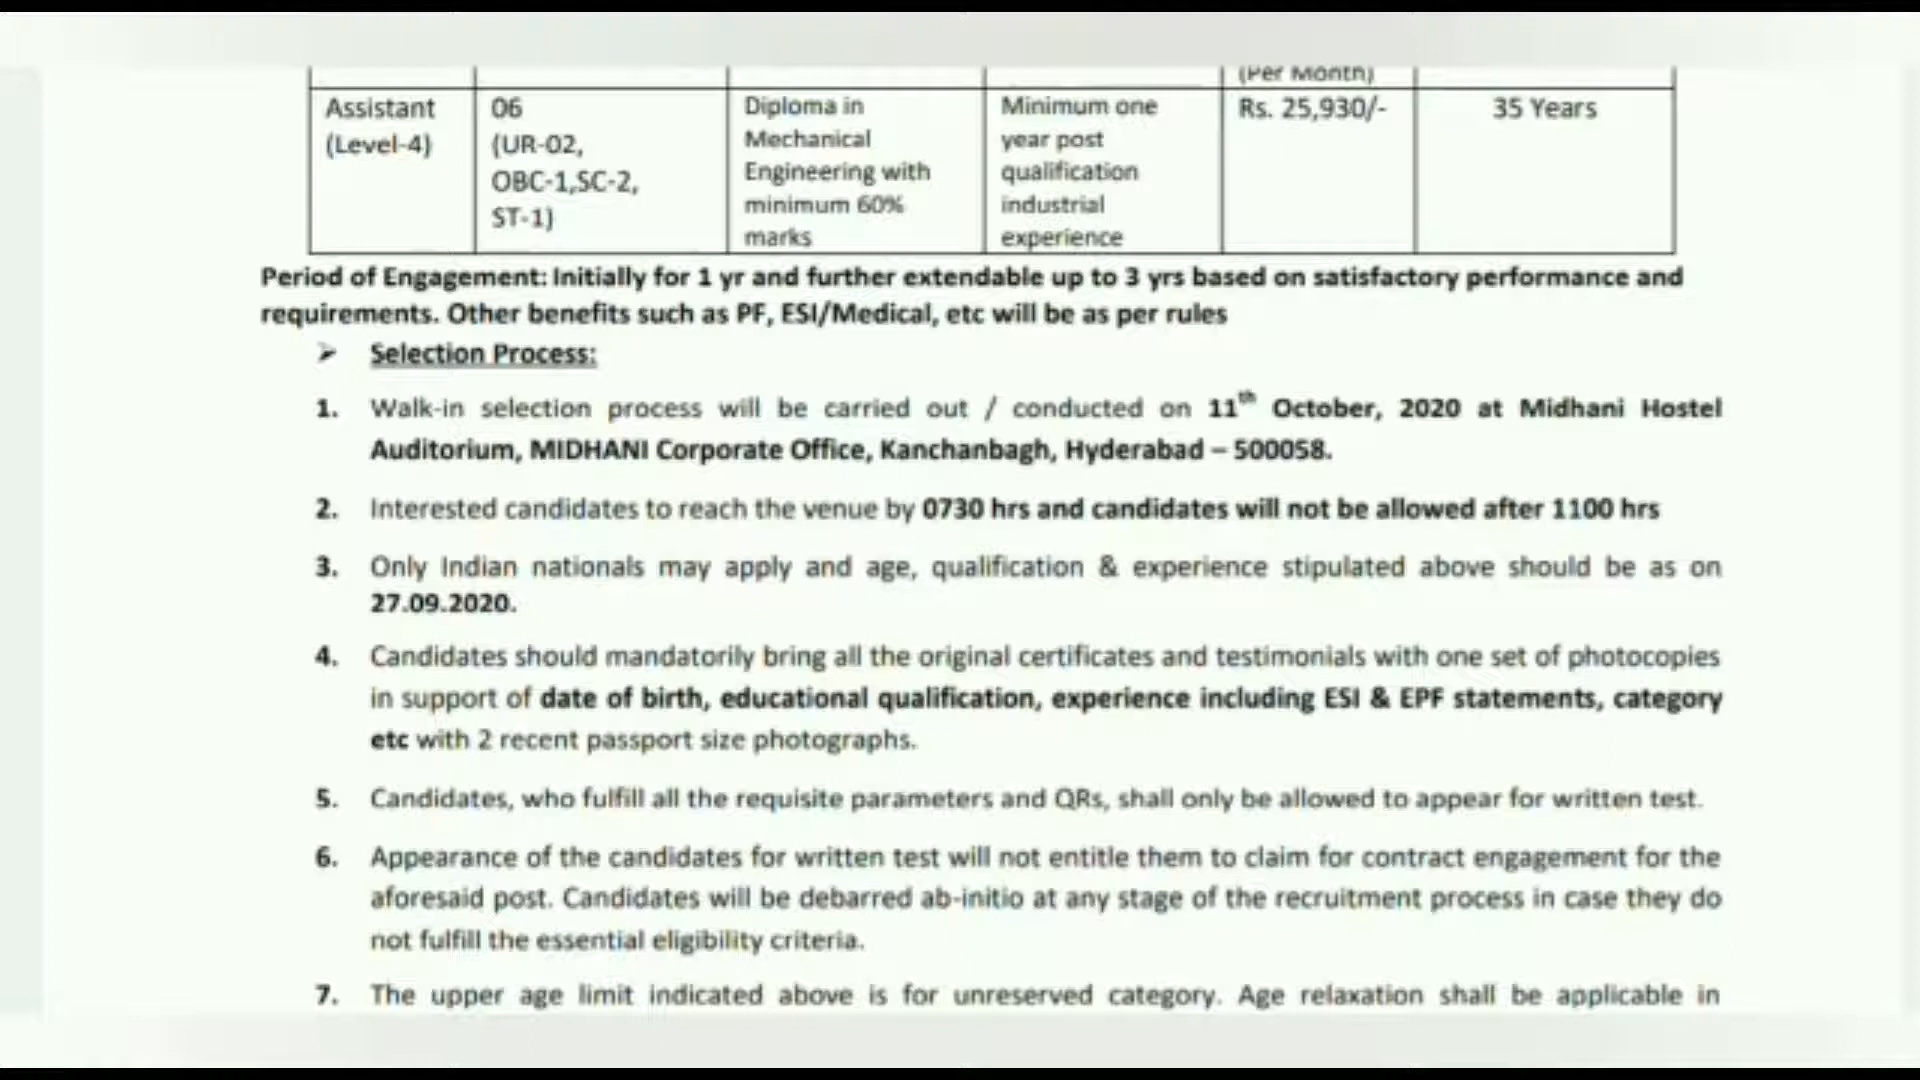 (Per Month)
Assistant 06 Diploma in Minimum one Rs. 25,930/- 35 Years
(Level-4) (UR-02, Mechanical year post
OBC-1,SC-2, Engineering with qualification
ST-1) minimum 60% industrial
marks experience
Period of Engagement: Initially for 1 yr and further extendable up to 3 yrs based on satisfactory performance and
requirements. Other benefits such as PF, ESI/Medical, etc will be as per rules
➢ Selection Process:
1. Walk-in selection process will be carried out / conducted on 11th October, 2020 at Midhani Hostel
Auditorium, MIDHANI Corporate Office, Kanchanbagh, Hyderabad – 500058.
2. Interested candidates to reach the venue by 0730 hrs and candidates will not be allowed after 1100 hrs
3. Only Indian nationals may apply and age, qualification & experience stipulated above should be as on
27.09.2020.
4. Candidates should mandatorily bring all the original certificates and testimonials with one set of photocopies
in support of date of birth, educational qualification, experience including ESI & EPF statements, category
etc with 2 recent passport size photographs.
5. Candidates, who fulfill all the requisite parameters and QRs, shall only be allowed to appear for written test.
6. Appearance of the candidates for written test will not entitle them to claim for contract engagement for the
aforesaid post. Candidates will be debarred ab-initio at any stage of the recruitment process in case they do
not fulfill the essential eligibility criteria.
7. The upper age limit indicated above is for unreserved category. Age relaxation shall be applicable in